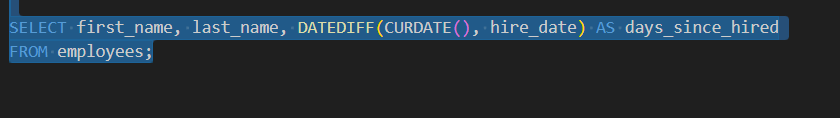 SELECT first_name, last_name, DATEDIFF(CURDATE(), hire_date) AS days_since_hired
FROM employees;